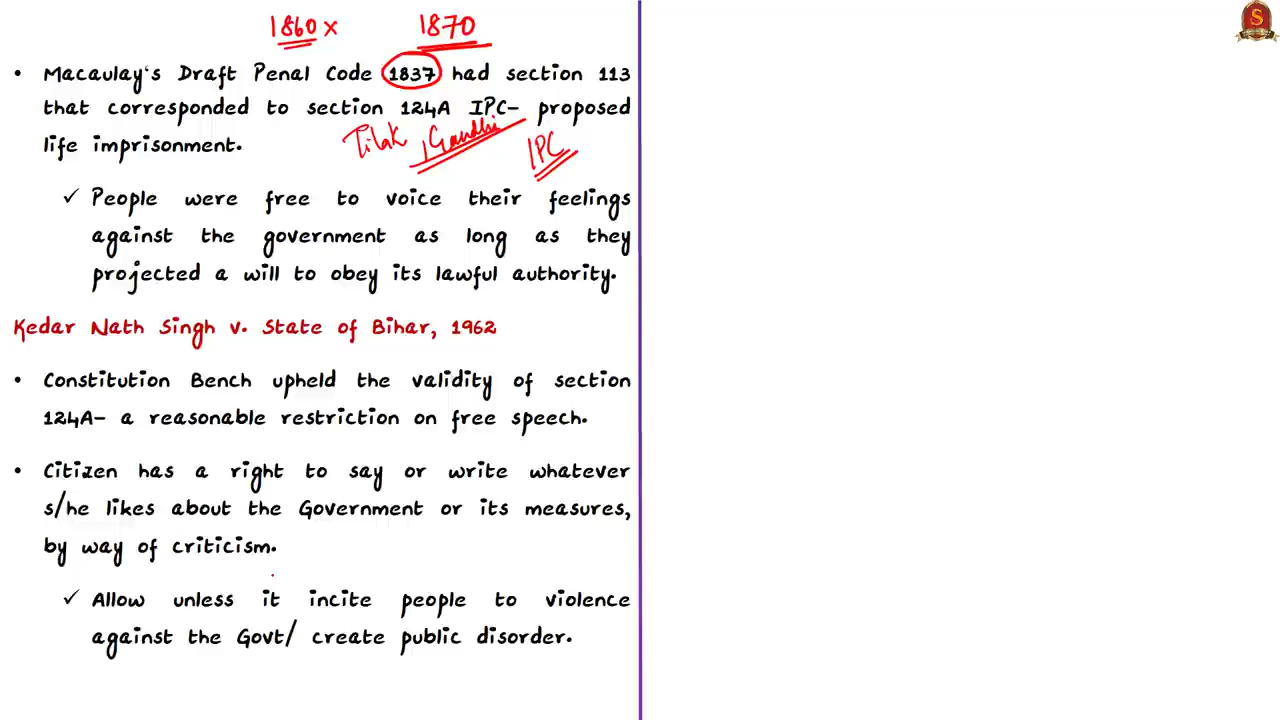 1860 × 1870
• Macaulay's Draft Penal Code 1837 had section 113
that corresponded to section 124A IPC- proposed
life imprisonment.
Tilak / Gandhi IPC
✓ People were free to voice their feelings
against the government as long as they
projected a will to obey its lawful authority.
Kedar Nath Singh v. State of Bihar, 1962
• Constitution Bench upheld the validity of section
124A- a reasonable restriction on free speech.
• Citizen has a right to say or write whatever
s/he likes about the Government or its measures,
by way of criticism.
✓ Allow unless it incite people to violence
against the Govt/ create public disorder.
S